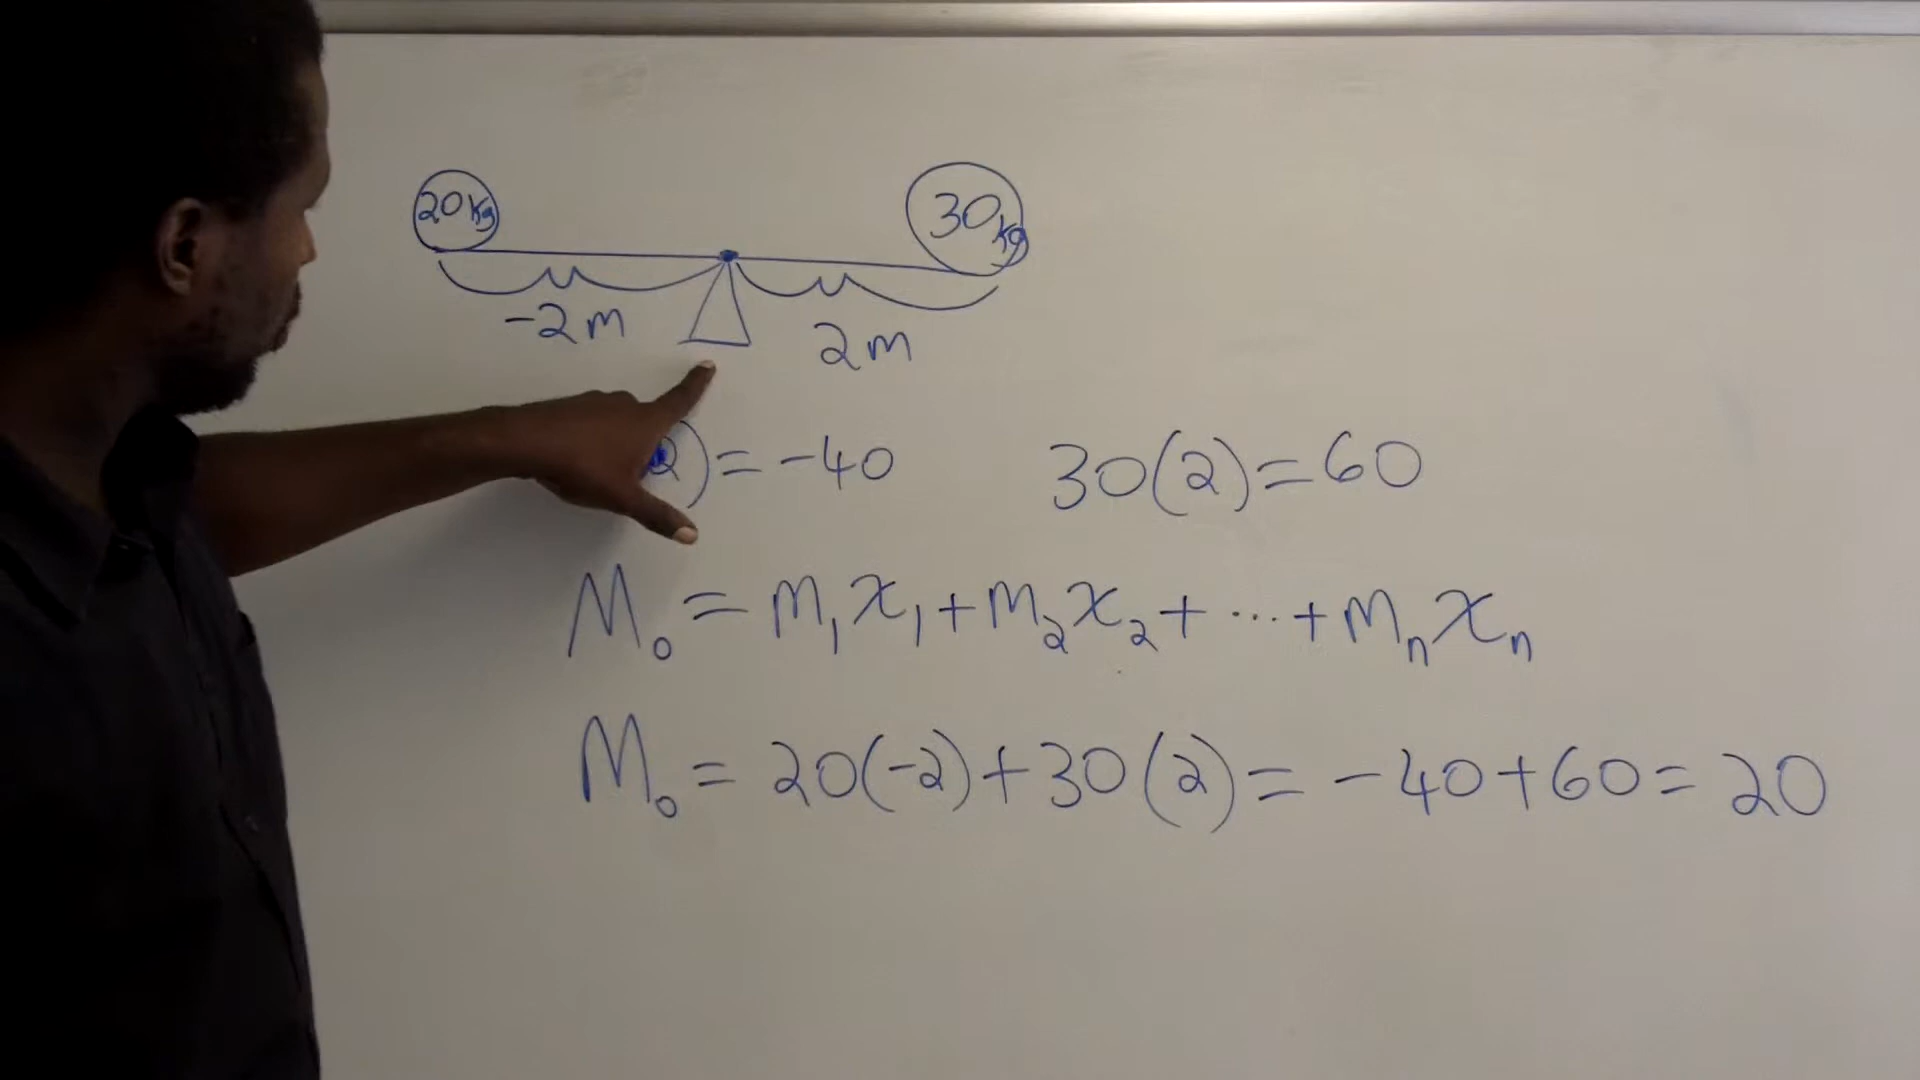 20kg 30kg
-2m 2m
2)=-40 30(2)=60
M₀ = m₁x₁+m₂x₂+...+mₙxₙ
M₀ = 20(-2)+30(2)= -40+60=20